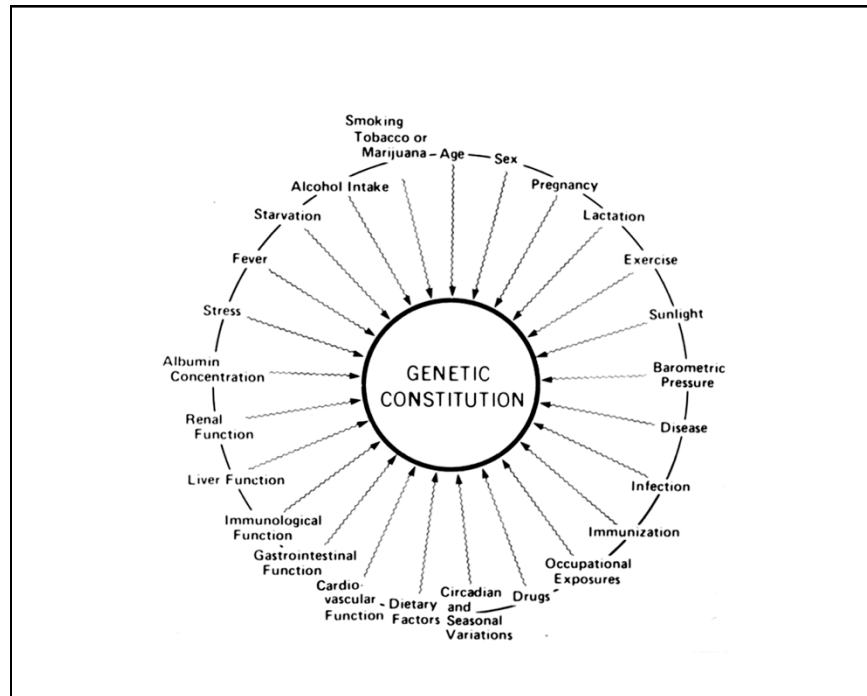 Smoking
Tobacco or
Marijuana
Age
Sex
Pregnancy
Lactation
Exercise
Sunlight
Barometric
Pressure
Disease
Infection
Immunization
Occupational
Exposures
Drugs
Circadian
and
Seasonal
Variations
Dietary
Factors
Cardio-
vascular
Function
Gastrointestinal
Function
Immunological
Function
Liver Function
Renal
Function
Albumin
Concentration
Stress
Fever
Starvation
Alcohol Intake
GENETIC
CONSTITUTION